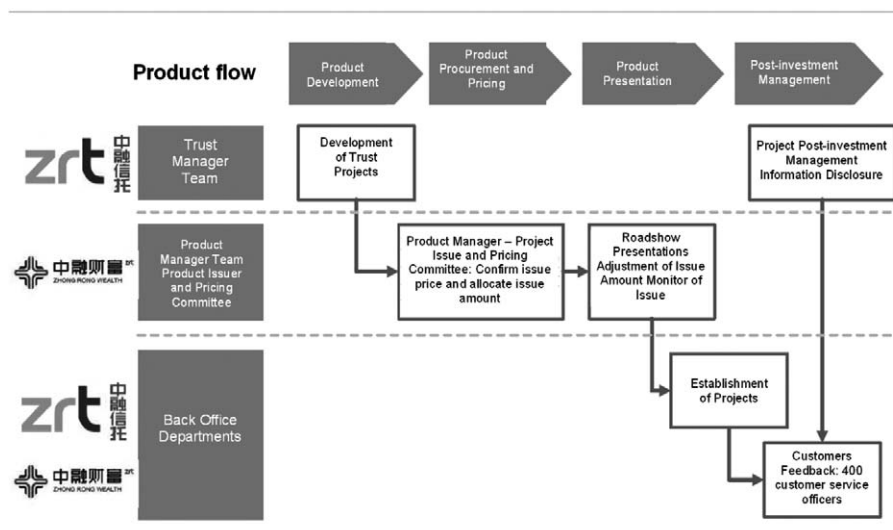 Product flow
Product
Development
Product
Procurement and
Pricing
Product
Presentation
Post-investment
Management
zrt
中融信托
Trust
Manager
Team
Development
of Trust
Projects
Project Post-investment
Management
Information Disclosure
中融财富
ZHONG RONG WEALTH
Product
Manager Team
Product Issuer
and Pricing
Committee
Product Manager – Project
Issue and Pricing
Committee: Confirm issue
price and allocate issue
amount
Roadshow
Presentations
Adjustment of Issue
Amount Monitor of
Issue
zrt
中融信托
中融财富
ZHONG RONG WEALTH
Back Office
Departments
Establishment
of Projects
Customers
Feedback: 400
customer service
officers